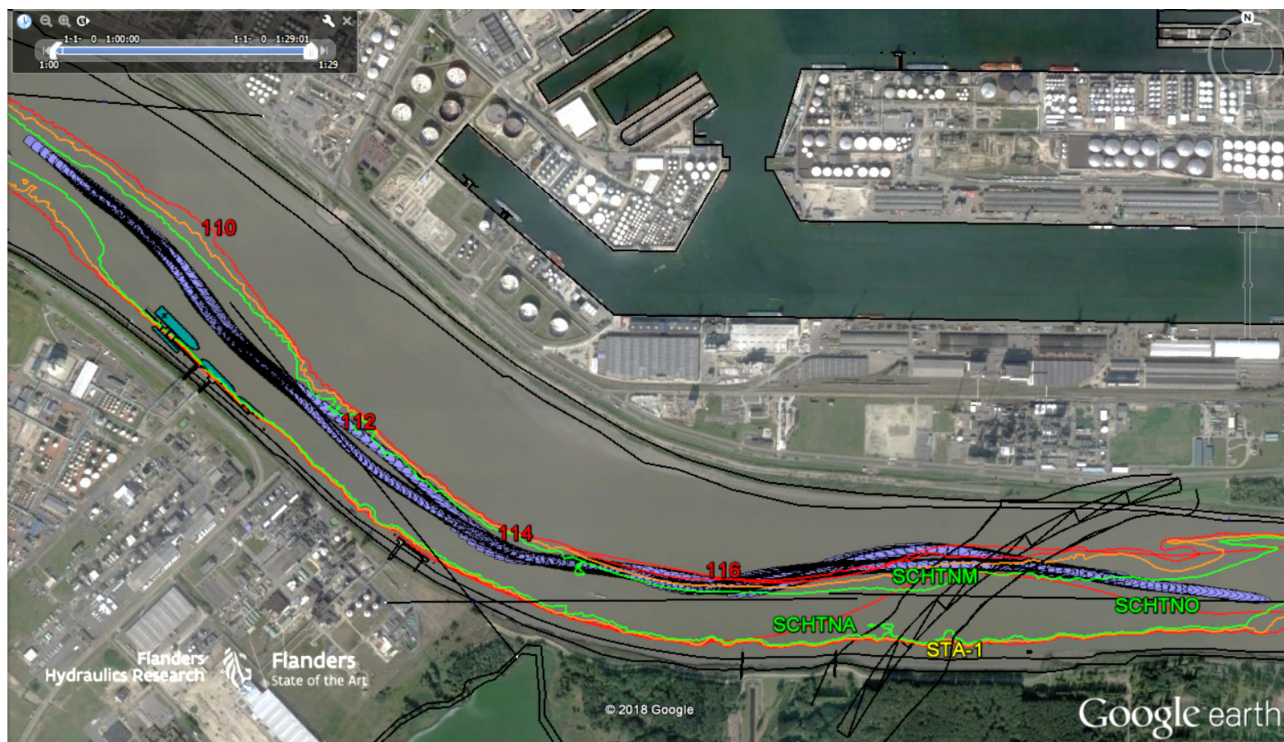 1-1- 0 1:00:00 1-1- 0 1:29:01
1:00 1:29
N
110
112
114
116
SCHTNM
SCHTNO
SCHTNA
STA-1
Flanders
Hydraulics Research
Flanders
State of the Art
© 2018 Google
Google earth